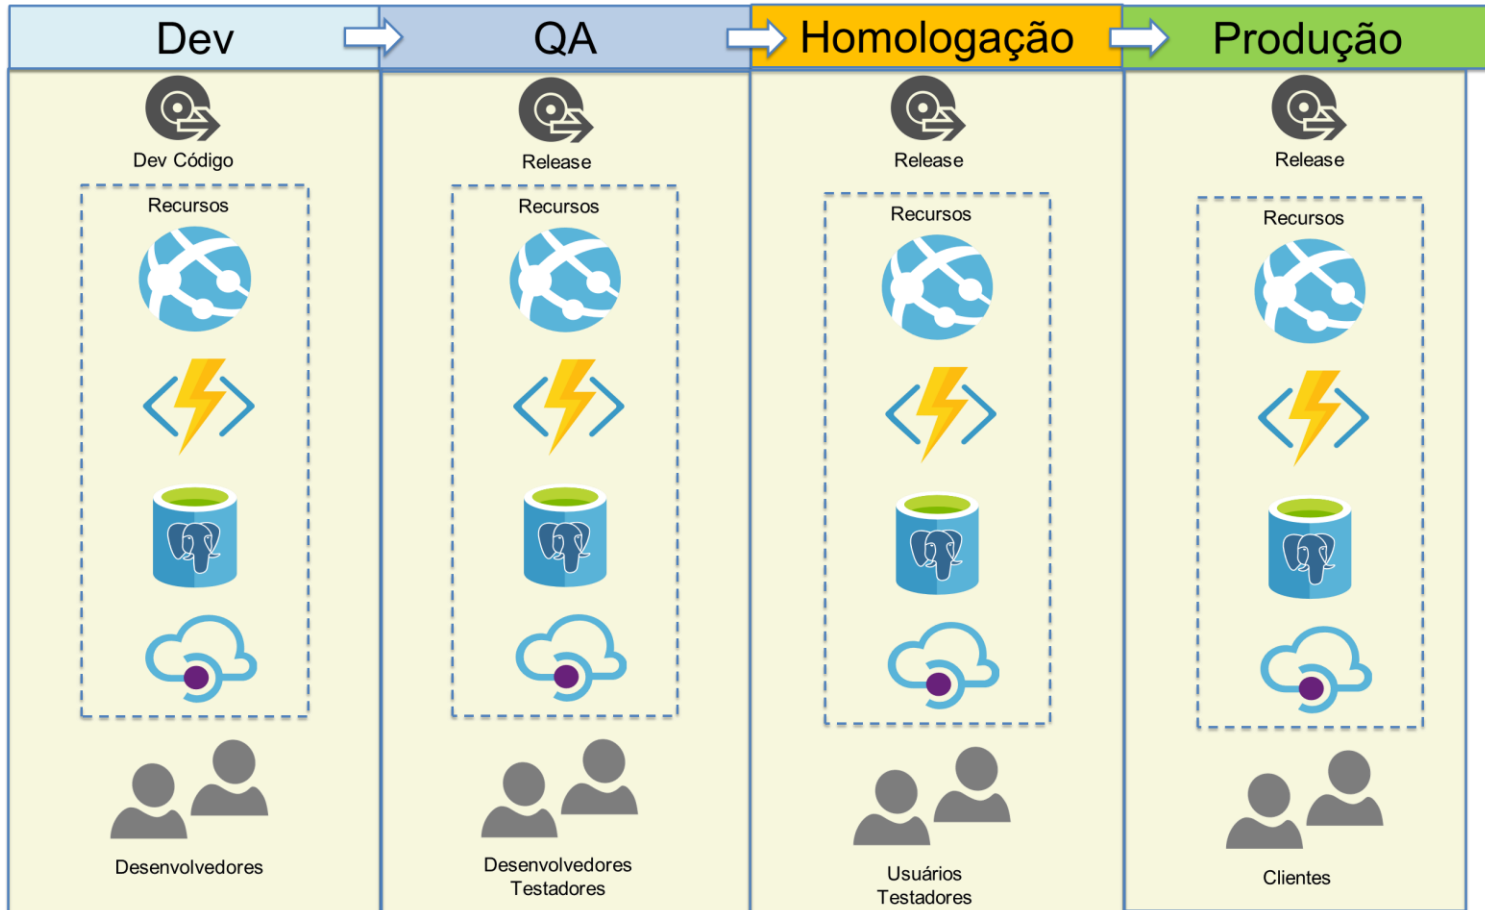 Dev
QA
Homologação
Produção
Dev Código
Release
Release
Release
Recursos
Recursos
Recursos
Recursos
Desenvolvedores
Desenvolvedores
Testadores
Usuários
Testadores
Clientes